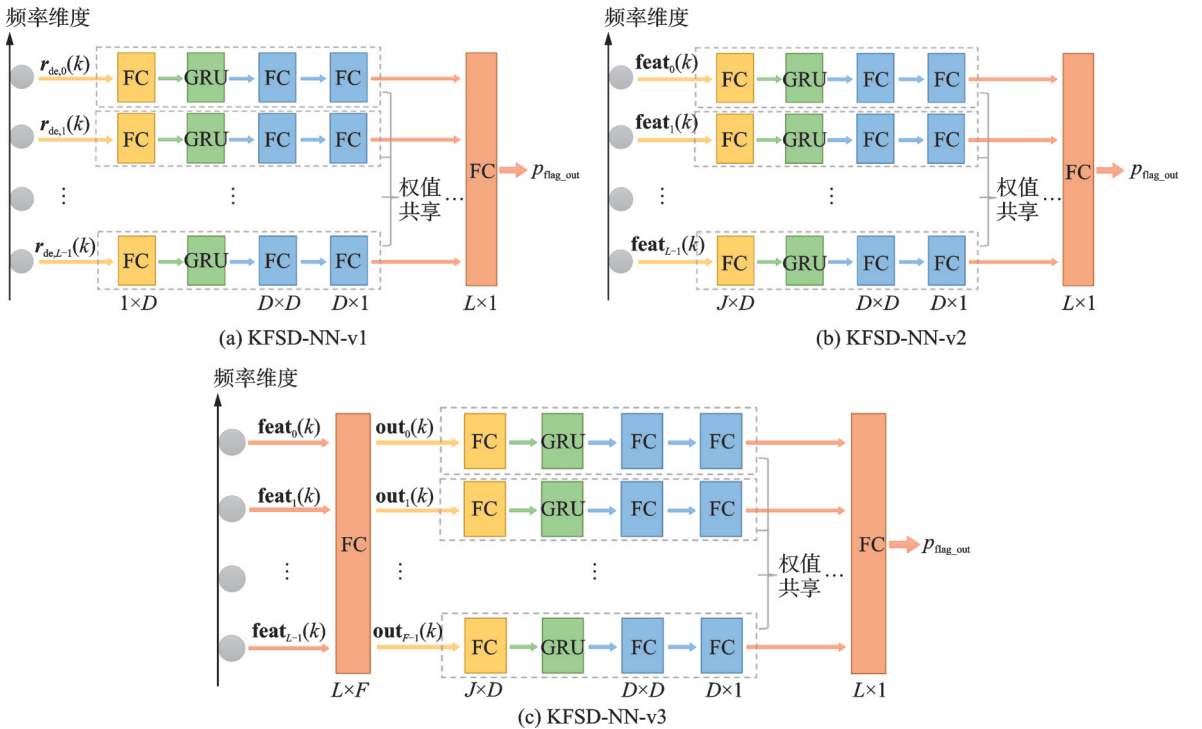 频率维度
r_de,0(k) FC GRU FC FC
r_de,1(k) FC GRU FC FC
⋮ ⋮ 权值共享 … FC p_flag_out
r_de,L−1(k) FC GRU FC FC
1×D D×D D×1 L×1
(a) KFSD-NN-v1
频率维度
feat_0(k) FC GRU FC FC
feat_1(k) FC GRU FC FC
⋮ ⋮ 权值共享 … FC p_flag_out
feat_L−1(k) FC GRU FC FC
J×D D×D D×1 L×1
(b) KFSD-NN-v2
频率维度
feat_0(k) out_0(k) FC GRU FC FC
feat_1(k) out_1(k) FC GRU FC FC
⋮ FC ⋮ ⋮ 权值共享 … FC p_flag_out
feat_L−1(k) out_F−1(k) FC GRU FC FC
L×F J×D D×D D×1 L×1
(c) KFSD-NN-v3